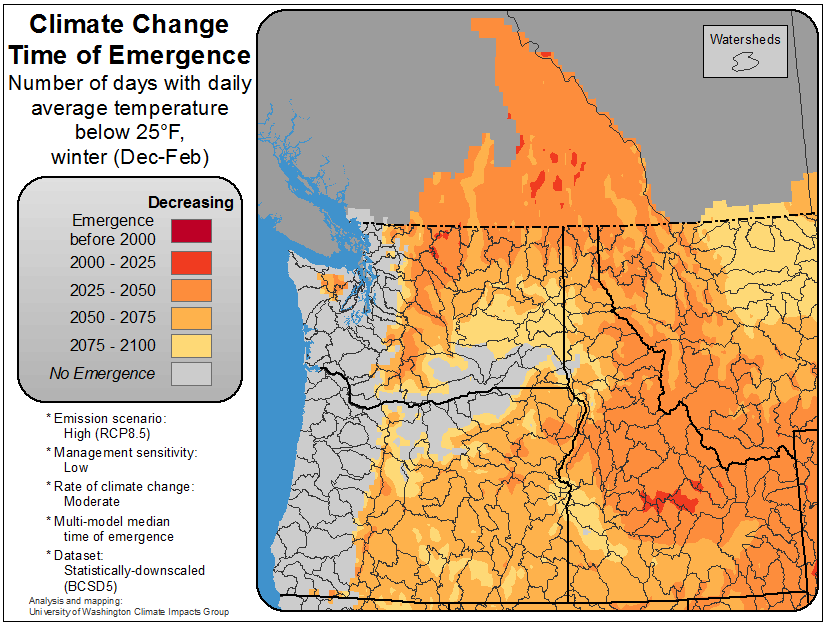 Climate Change
Time of Emergence
Number of days with daily
average temperature
below 25°F,
winter (Dec-Feb)
Decreasing
Emergence
before 2000
2000 - 2025
2025 - 2050
2050 - 2075
2075 - 2100
No Emergence
* Emission scenario:
High (RCP8.5)
* Management sensitivity:
Low
* Rate of climate change:
Moderate
* Multi-model median
time of emergence
* Dataset:
Statistically-downscaled
(BCSD5)
Analysis and mapping:
University of Washington Climate Impacts Group
Watersheds